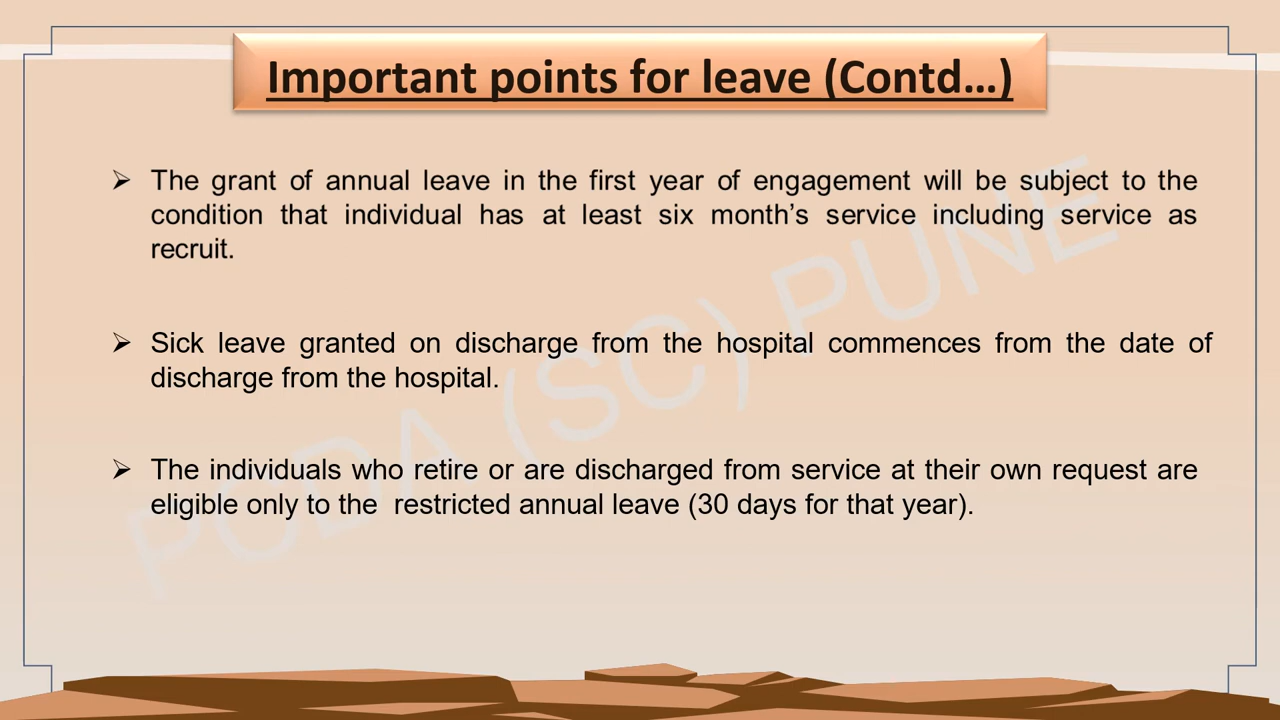 Important points for leave (Contd…)
➢ The grant of annual leave in the first year of engagement will be subject to the
condition that individual has at least six month’s service including service as
recruit.
➢ Sick leave granted on discharge from the hospital commences from the date of
discharge from the hospital.
➢ The individuals who retire or are discharged from service at their own request are
eligible only to the restricted annual leave (30 days for that year).
PCDA (SC) PUNE